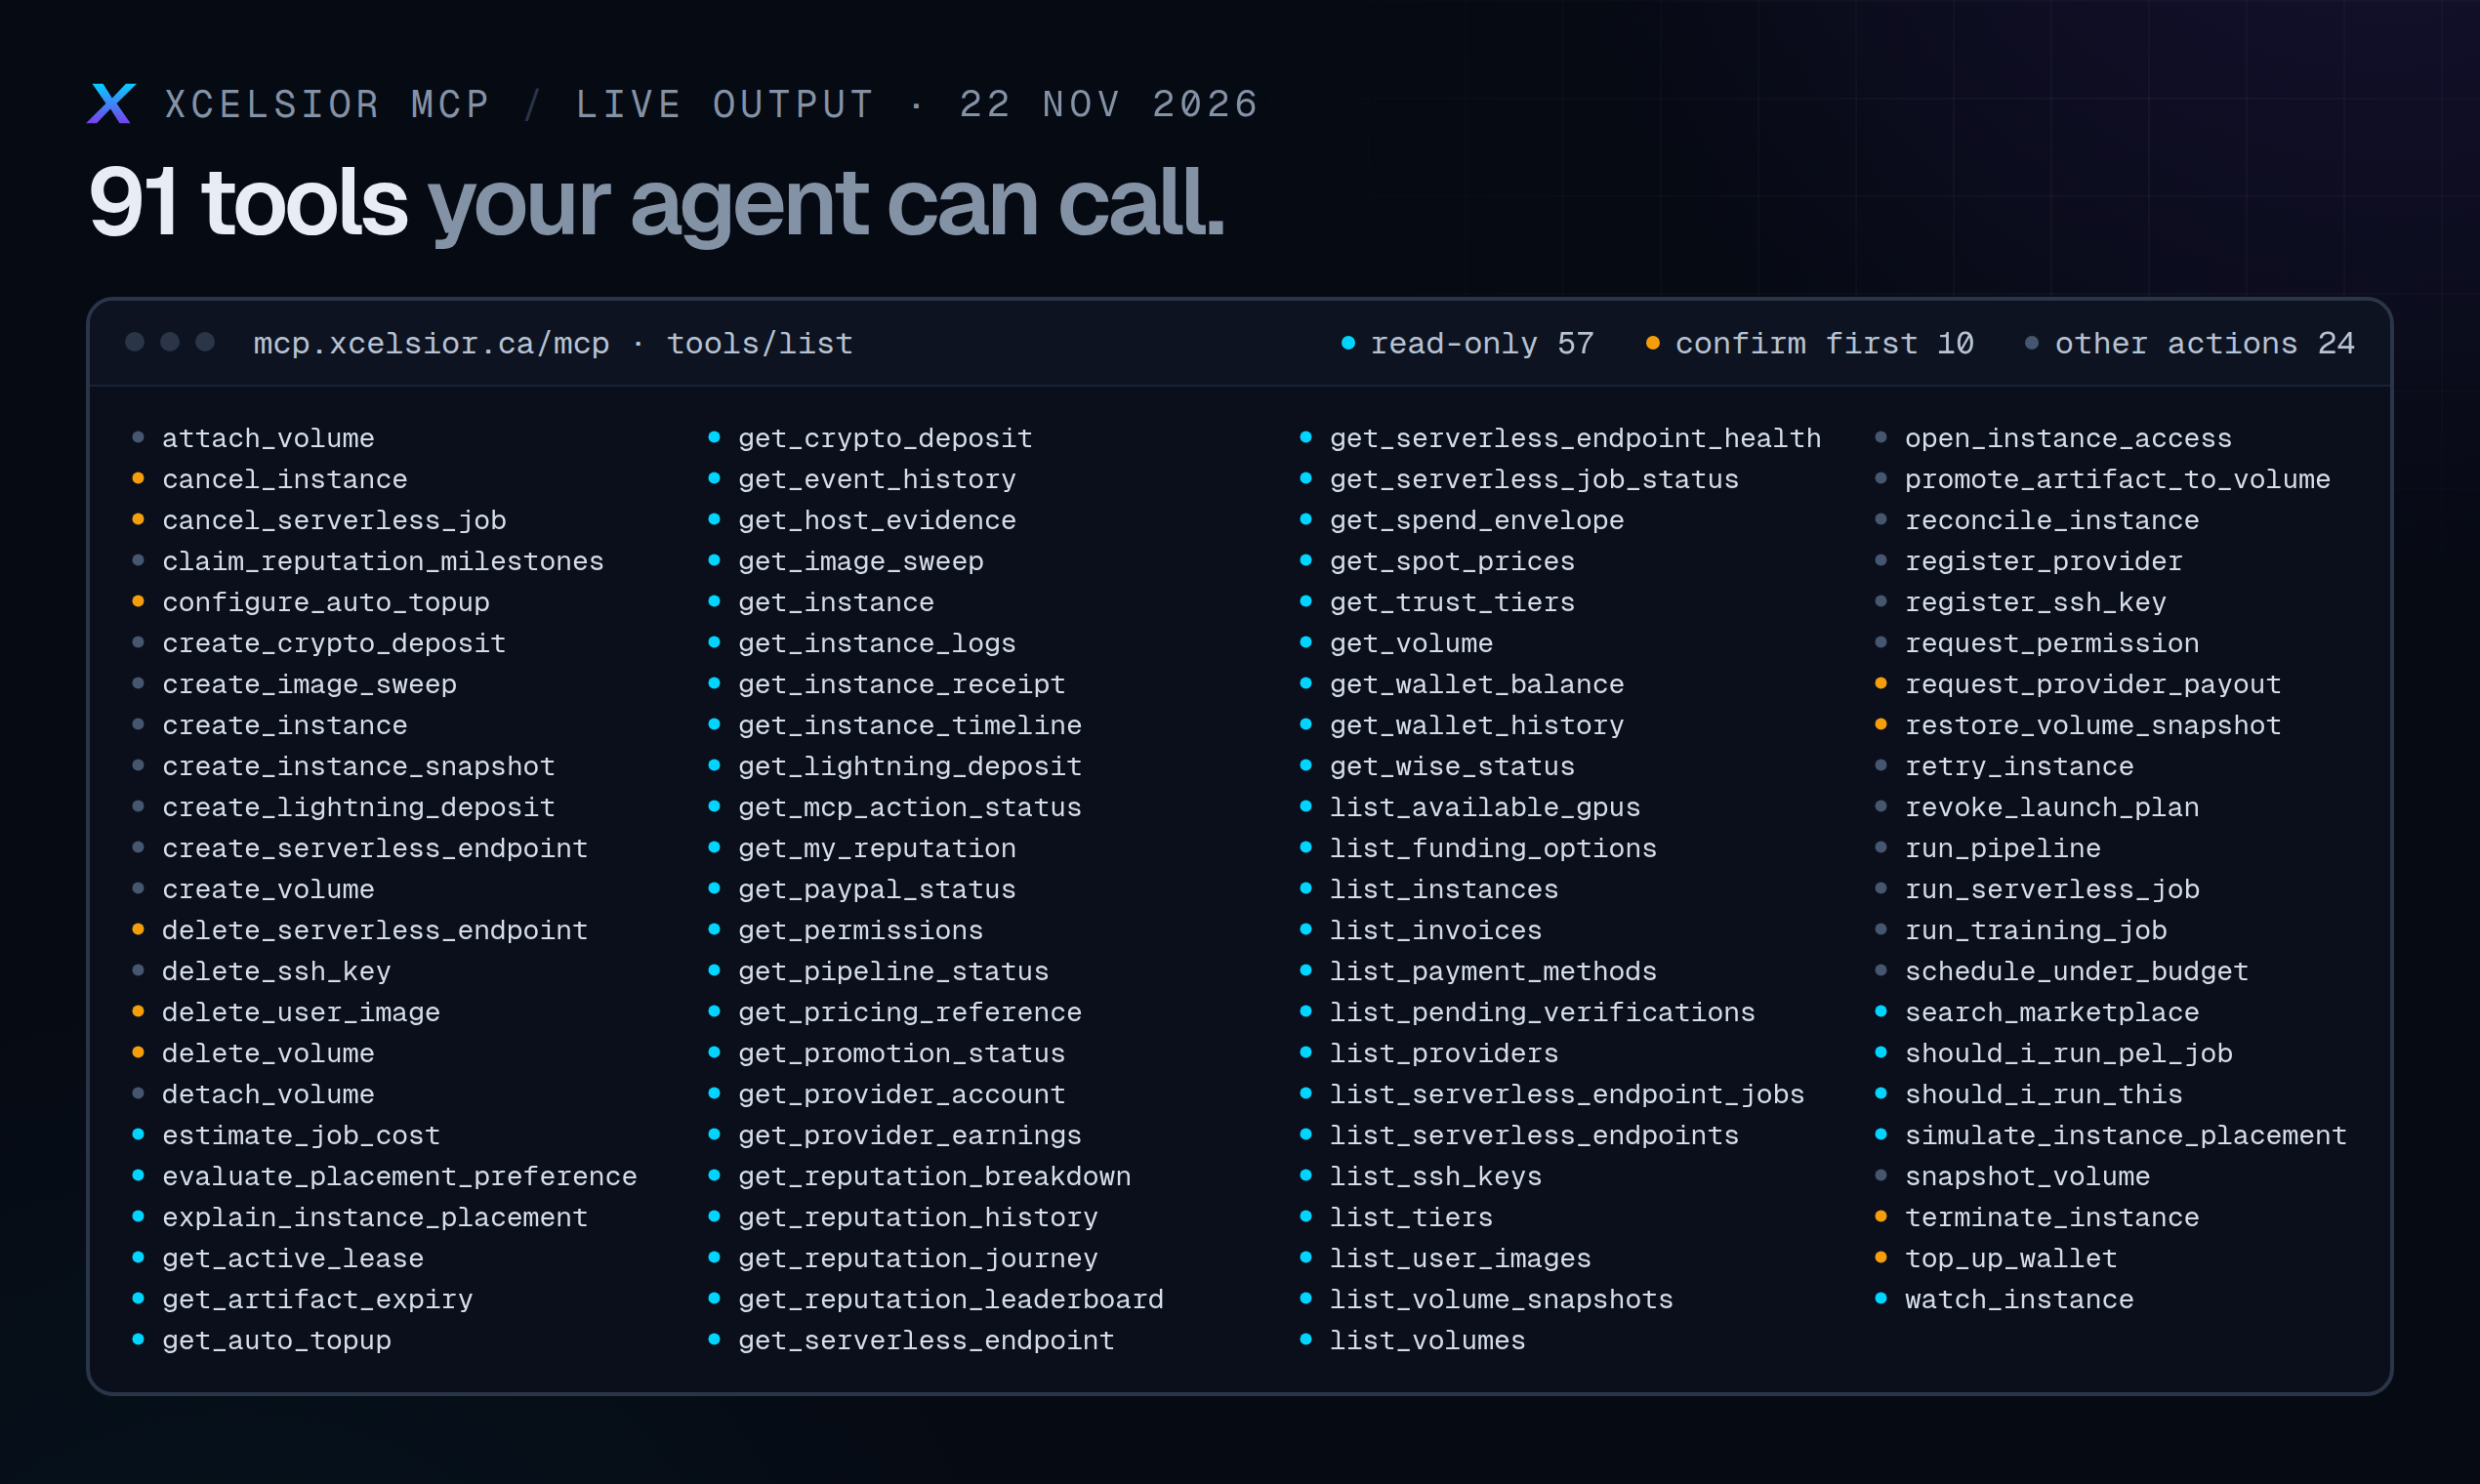 XCELSIOR MCP / LIVE OUTPUT · 22 NOV 2026
91 tools your agent can call.
mcp.xcelsior.ca/mcp · tools/list
read-only 57
confirm first 10
other actions 24
attach_volume
cancel_instance
cancel_serverless_job
claim_reputation_milestones
configure_auto_topup
create_crypto_deposit
create_image_sweep
create_instance
create_instance_snapshot
create_lightning_deposit
create_serverless_endpoint
create_volume
delete_serverless_endpoint
delete_ssh_key
delete_user_image
delete_volume
detach_volume
estimate_job_cost
evaluate_placement_preference
explain_instance_placement
get_active_lease
get_artifact_expiry
get_auto_topup
get_crypto_deposit
get_event_history
get_host_evidence
get_image_sweep
get_instance
get_instance_logs
get_instance_receipt
get_instance_timeline
get_lightning_deposit
get_mcp_action_status
get_my_reputation
get_paypal_status
get_permissions
get_pipeline_status
get_pricing_reference
get_promotion_status
get_provider_account
get_provider_earnings
get_reputation_breakdown
get_reputation_history
get_reputation_journey
get_reputation_leaderboard
get_serverless_endpoint
get_serverless_endpoint_health
get_serverless_job_status
get_spend_envelope
get_spot_prices
get_trust_tiers
get_volume
get_wallet_balance
get_wallet_history
get_wise_status
list_available_gpus
list_funding_options
list_instances
list_invoices
list_payment_methods
list_pending_verifications
list_providers
list_serverless_endpoint_jobs
list_serverless_endpoints
list_ssh_keys
list_tiers
list_user_images
list_volume_snapshots
list_volumes
open_instance_access
promote_artifact_to_volume
reconcile_instance
register_provider
register_ssh_key
request_permission
request_provider_payout
restore_volume_snapshot
retry_instance
revoke_launch_plan
run_pipeline
run_serverless_job
run_training_job
schedule_under_budget
search_marketplace
should_i_run_pel_job
should_i_run_this
simulate_instance_placement
snapshot_volume
terminate_instance
top_up_wallet
watch_instance